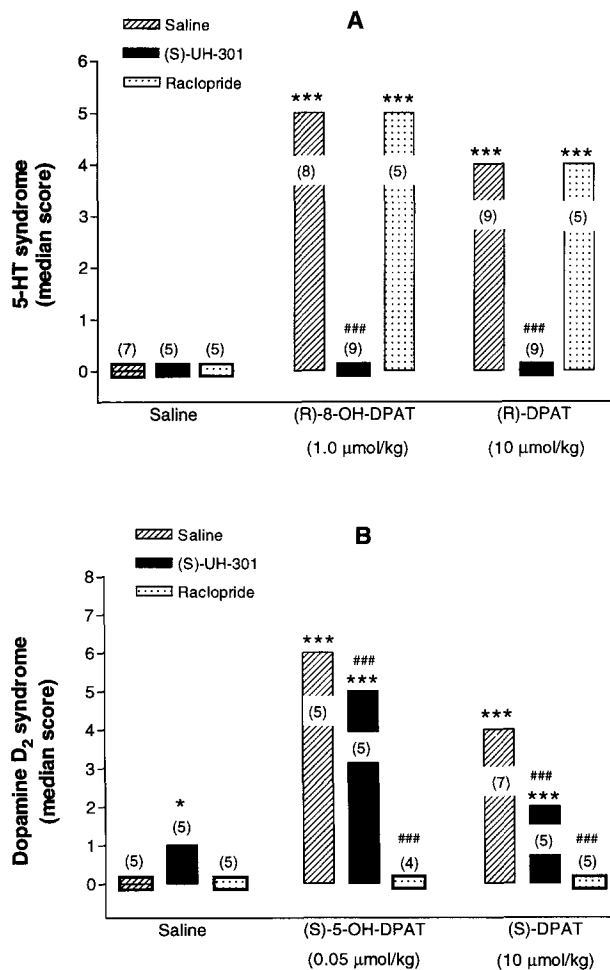 A
Saline
(S)-UH-301
Raclopride
5-HT syndrome
(median score)
6
5
4
3
2
1
0
*** ***
*** ***
(8) (5)
(9) (5)
### ###
(7) (5) (5) (9) (9)
Saline (R)-8-OH-DPAT (R)-DPAT
(1.0 μmol/kg) (10 μmol/kg)
B
Saline
(S)-UH-301
Raclopride
Dopamine D₂ syndrome
(median score)
8
7
6
5
4
3
2
1
0
***
###
***
***
(5)
(5)
(7)
###
***
*
(5)
(5)
### ###
(5) (5) (4) (5)
Saline (S)-5-OH-DPAT (S)-DPAT
(0.05 μmol/kg) (10 μmol/kg)